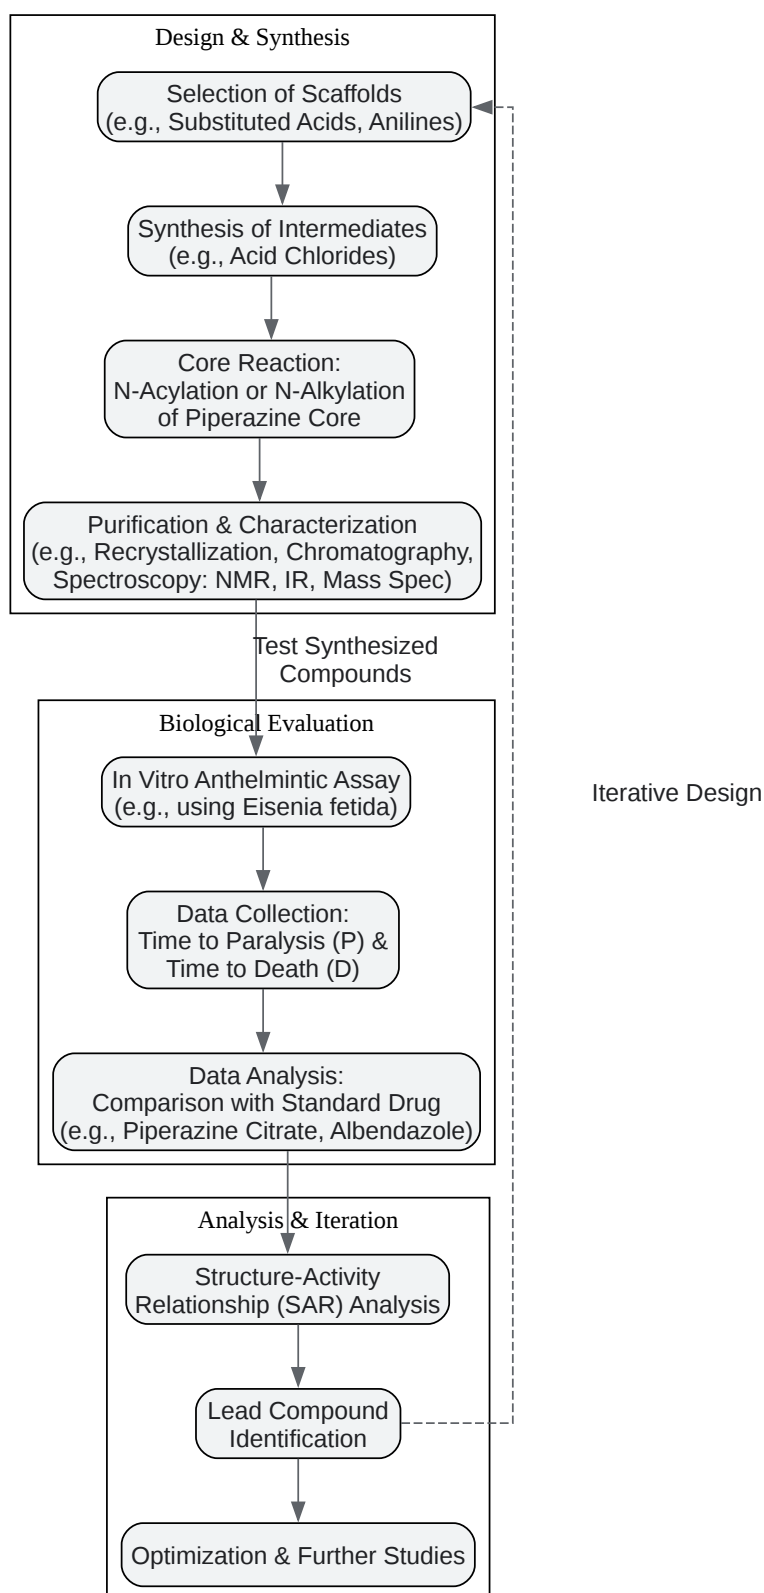 Design & Synthesis
Selection of Scaffolds
(e.g., Substituted Acids, Anilines)
Synthesis of Intermediates
(e.g., Acid Chlorides)
Core Reaction:
N-Acylation or N-Alkylation
of Piperazine Core
Purification & Characterization
(e.g., Recrystallization, Chromatography,
Spectroscopy: NMR, IR, Mass Spec)
Test Synthesized
Compounds
Biological Evaluation
In Vitro Anthelmintic Assay
(e.g., using Eisenia fetida)
Iterative Design
Data Collection:
Time to Paralysis (P) &
Time to Death (D)
Data Analysis:
Comparison with Standard Drug
(e.g., Piperazine Citrate, Albendazole)
Analysis & Iteration
Structure-Activity
Relationship (SAR) Analysis
Lead Compound
Identification
Optimization & Further Studies